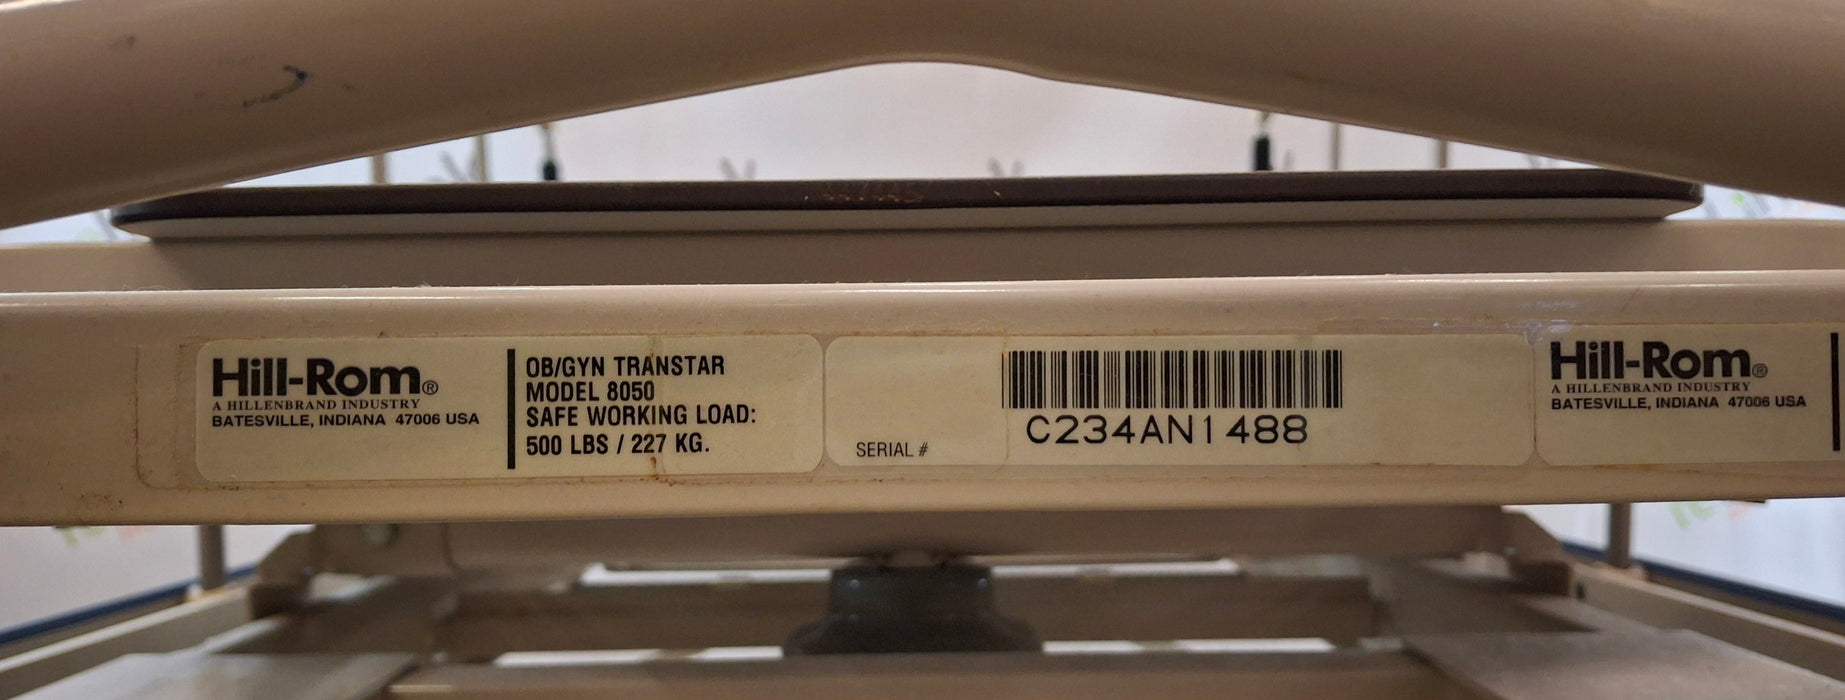 Hill-Rom®
A HILLENBRAND INDUSTRY
BATESVILLE, INDIANA 47006 USA
OB/GYN TRANSTAR
MODEL 8050
SAFE WORKING LOAD:
500 LBS / 227 KG.
SERIAL #
C234AN1488
Hill-Rom®
A HILLENBRAND INDUSTRY
BATESVILLE, INDIANA 47006 USA